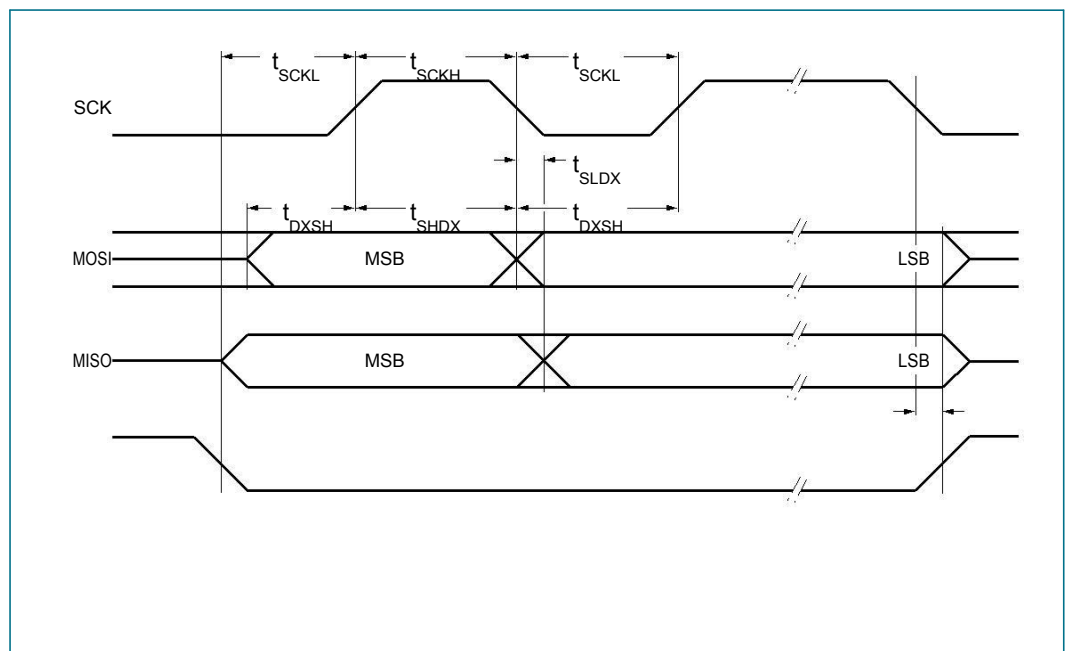 tSCKL tSCKH tSCKL
SCK
tSLDX
tDXSH tSHDX tDXSH
MOSI MSB LSB
MISO MSB LSB